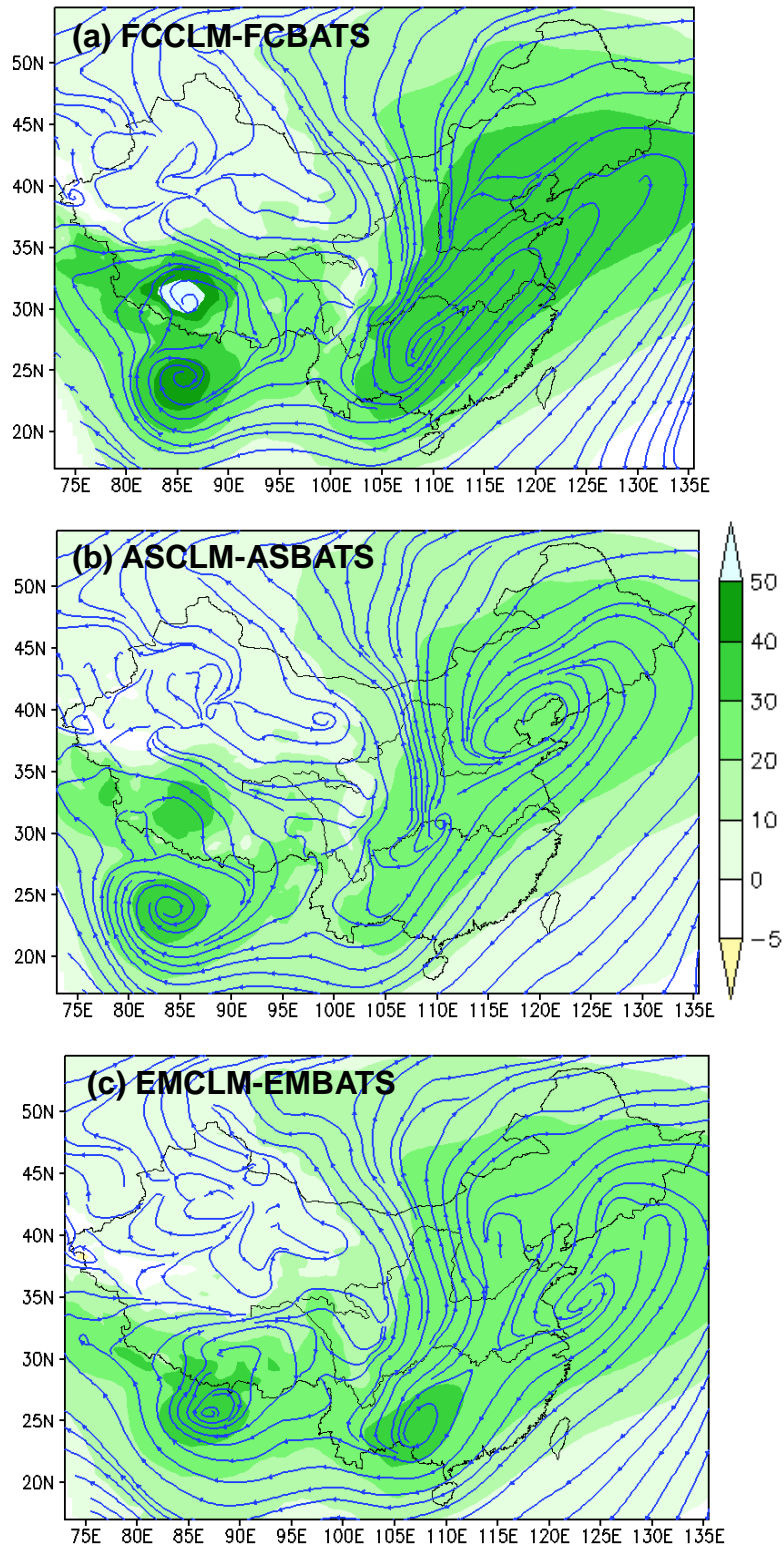 (a) FCCLM-FCBATS
50N
45N
40N
35N
30N
25N
20N
75E 80E 85E 90E 95E 100E 105E 110E 115E 120E 125E 130E 135E
(b) ASCLM-ASBATS
50N
45N
40N
35N
30N
25N
20N
75E 80E 85E 90E 95E 100E 105E 110E 115E 120E 125E 130E 135E
50
40
30
20
10
0
-5
(c) EMCLM-EMBATS
50N
45N
40N
35N
30N
25N
20N
75E 80E 85E 90E 95E 100E 105E 110E 115E 120E 125E 130E 135E